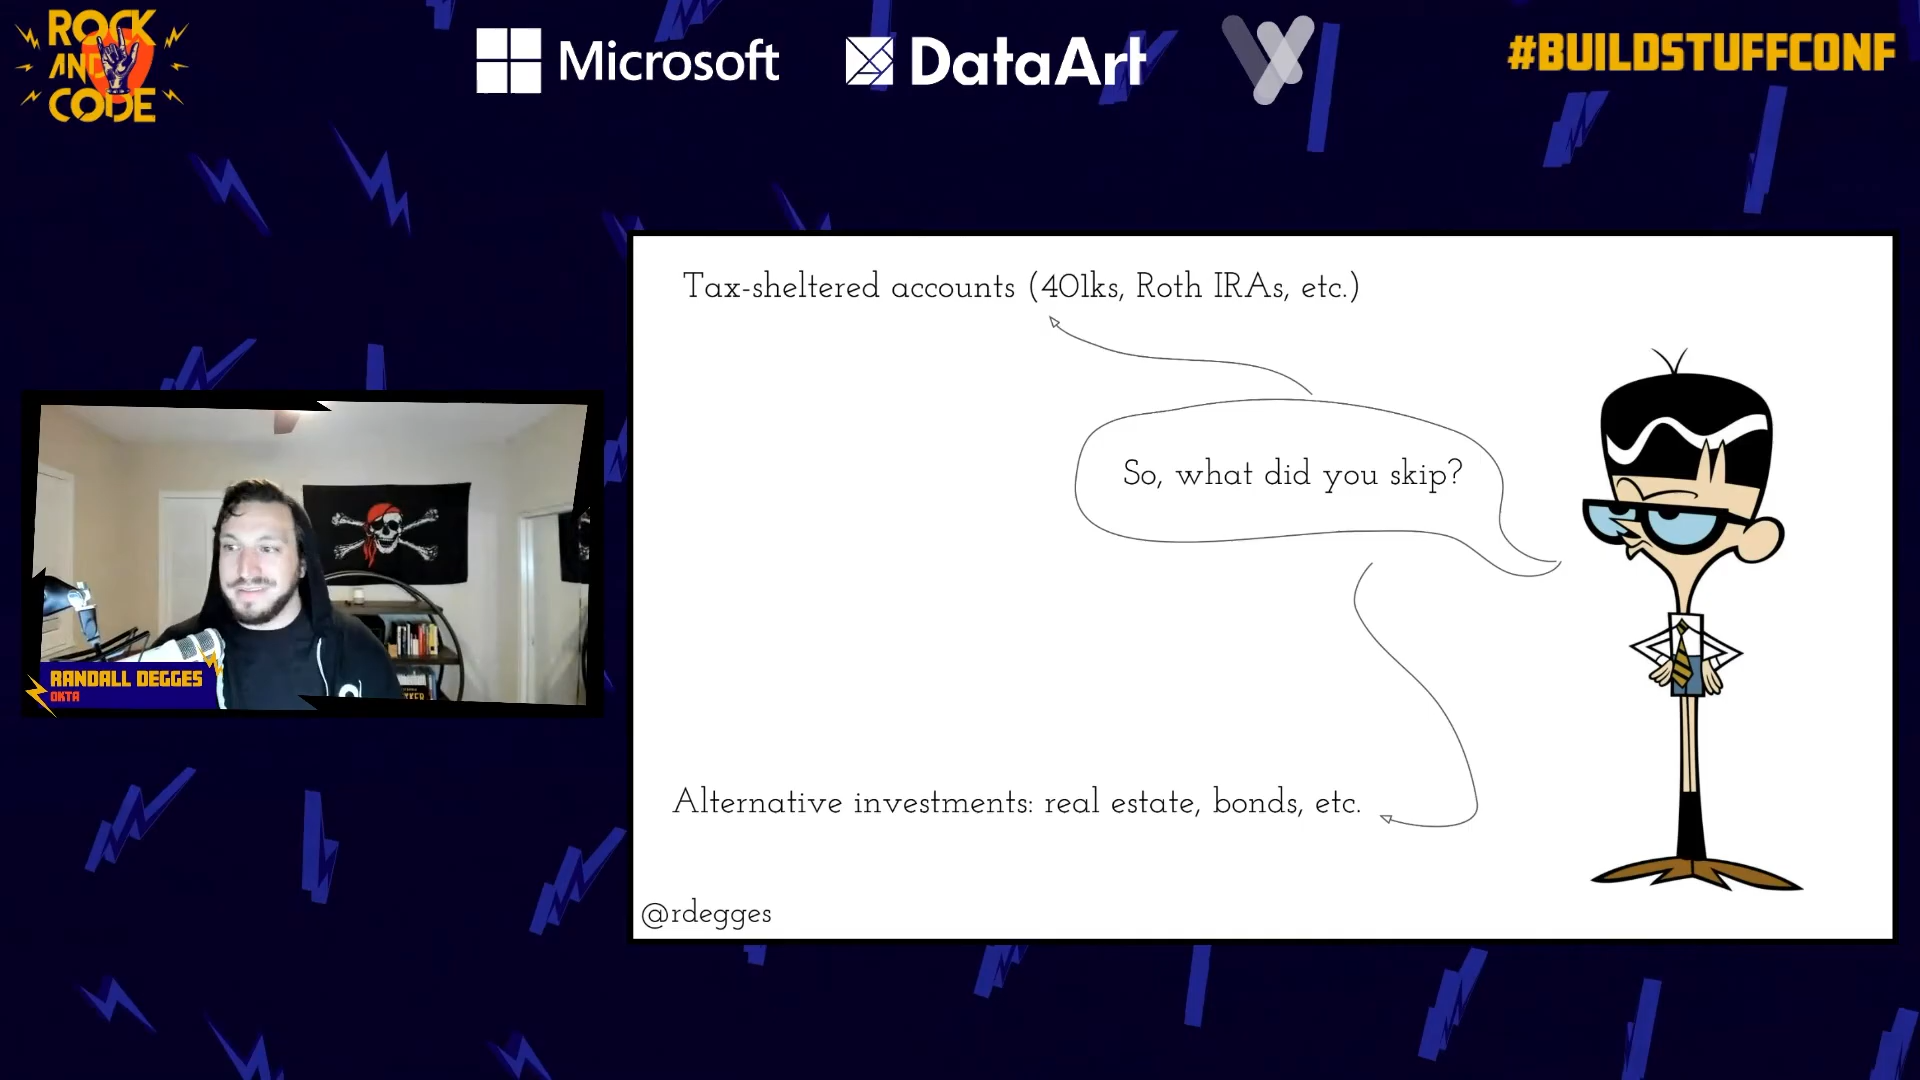 ROCK
AND
CODE
Microsoft
DataArt
#BUILDSTUFFCONF
Tax-sheltered accounts (401ks, Roth IRAs, etc.)
So, what did you skip?
RANDALL DEGGES
OKTA
Alternative investments: real estate, bonds, etc.
@rdegges